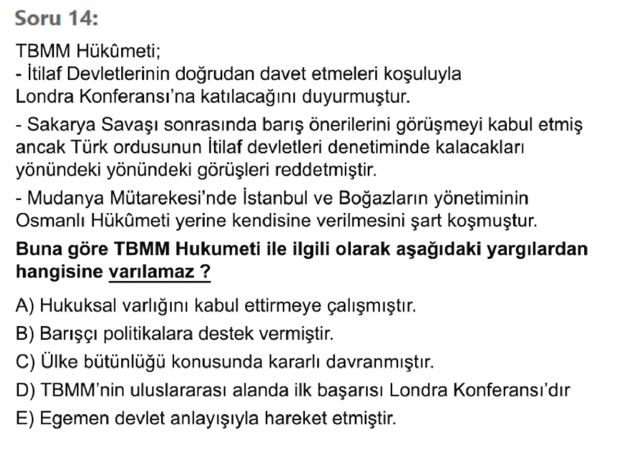 Soru 14:
TBMM Hükûmeti;
- İtilaf Devletlerinin doğrudan davet etmeleri koşuluyla
Londra Konferansı'na katılacağını duyurmuştur.
- Sakarya Savaşı sonrasında barış önerilerini görüşmeyi kabul etmiş
ancak Türk ordusunun İtilaf devletleri denetiminde kalacakları
yönündeki yönündeki görüşleri reddetmiştir.
- Mudanya Mütarekesi'nde İstanbul ve Boğazların yönetiminin
Osmanlı Hükûmeti yerine kendisine verilmesini şart koşmuştur.
Buna göre TBMM Hukumeti ile ilgili olarak aşağıdaki yargılardan
hangisine varılamaz ?
A) Hukuksal varlığını kabul ettirmeye çalışmıştır.
B) Barışçı politikalara destek vermiştir.
C) Ülke bütünlüğü konusunda kararlı davranmıştır.
D) TBMM'nin uluslararası alanda ilk başarısı Londra Konferansı'dır
E) Egemen devlet anlayışıyla hareket etmiştir.